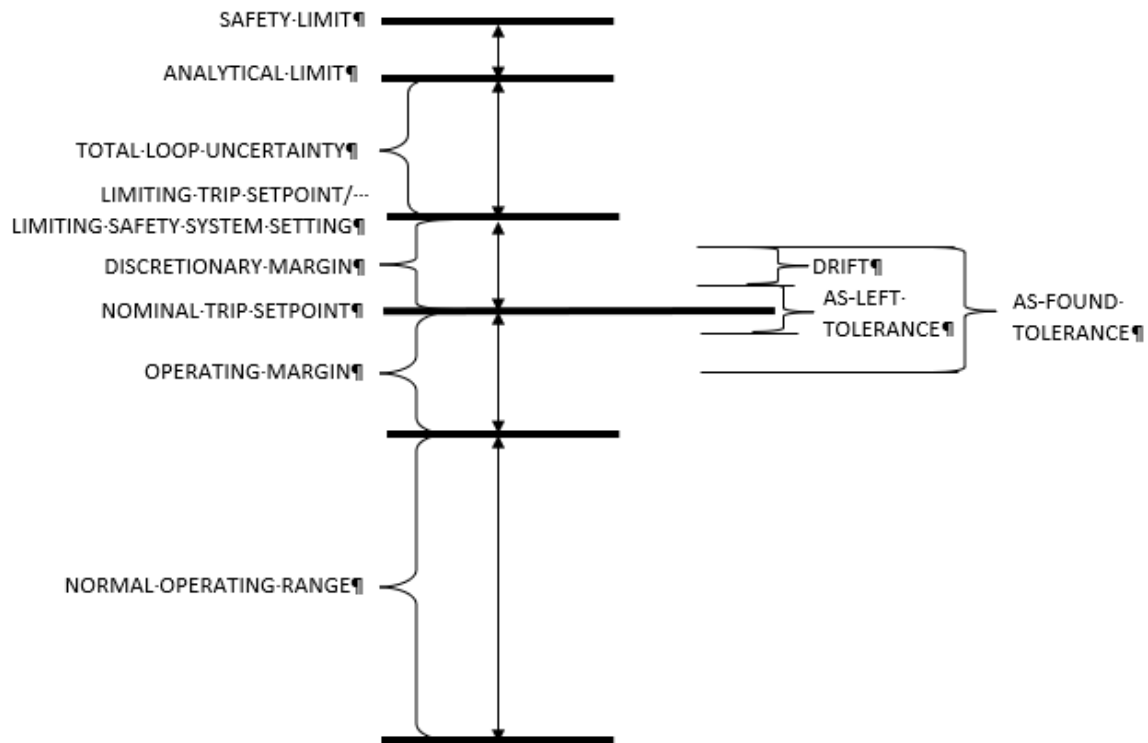 SAFETY·LIMIT¶
ANALYTICAL·LIMIT¶
TOTAL·LOOP·UNCERTAINTY¶
LIMITING·TRIP·SETPOINT/···
LIMITING·SAFETY·SYSTEM·SETTING¶
DISCRETIONARY·MARGIN¶
NOMINAL·TRIP·SETPOINT¶
OPERATING·MARGIN¶
NORMAL·OPERATING·RANGE¶
DRIFT¶
AS-LEFT·
TOLERANCE¶
AS-FOUND·
TOLERANCE¶